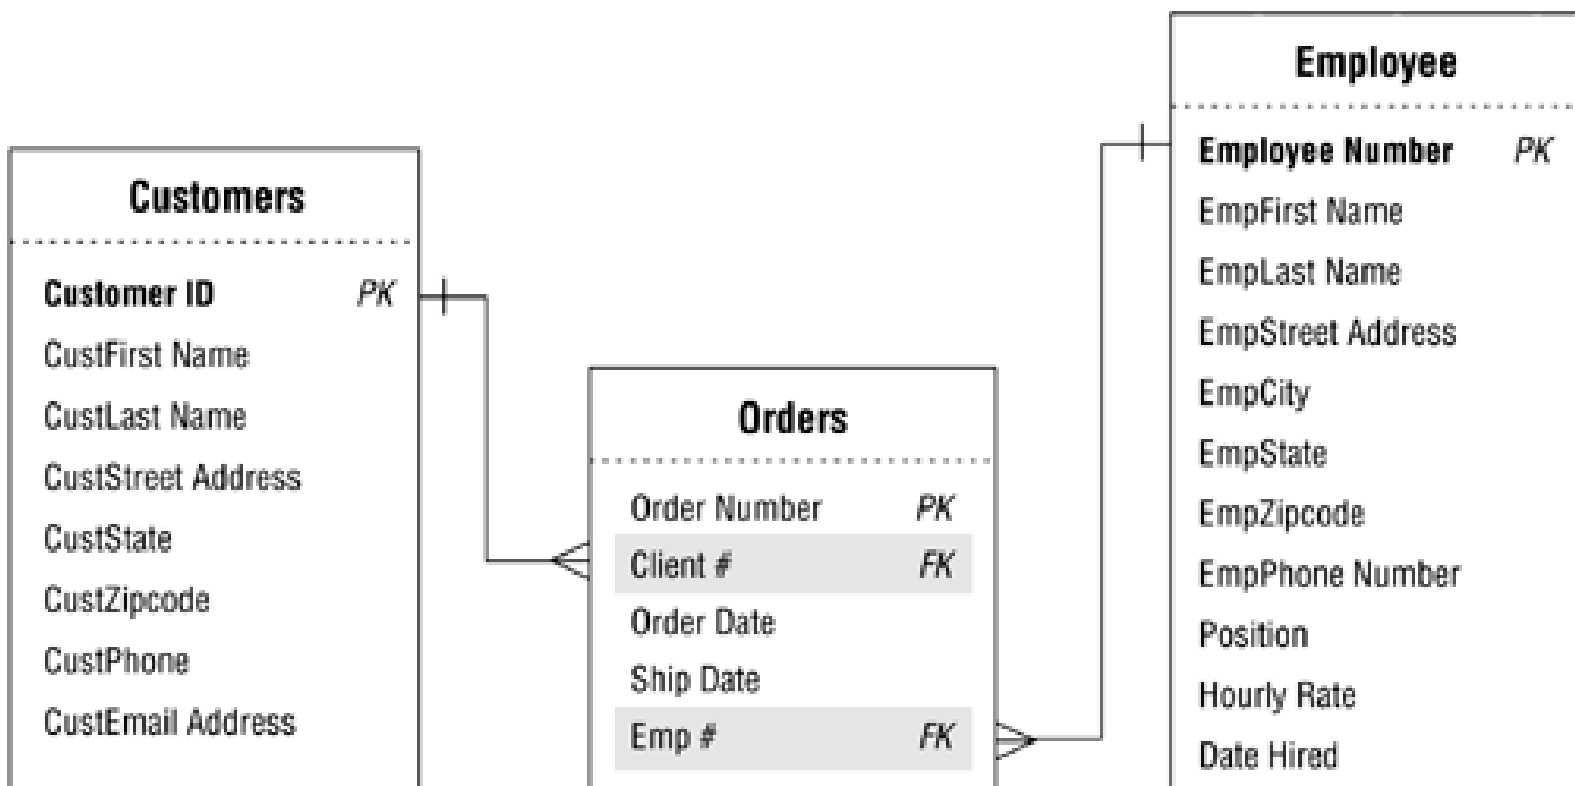 Customers
Customer ID PK
CustFirst Name
CustLast Name
CustStreet Address
CustState
CustZipcode
CustPhone
CustEmail Address
Orders
Order Number PK
Client # FK
Order Date
Ship Date
Emp # FK
Employee
Employee Number PK
EmpFirst Name
EmpLast Name
EmpStreet Address
EmpCity
EmpState
EmpZipcode
EmpPhone Number
Position
Hourly Rate
Date Hired